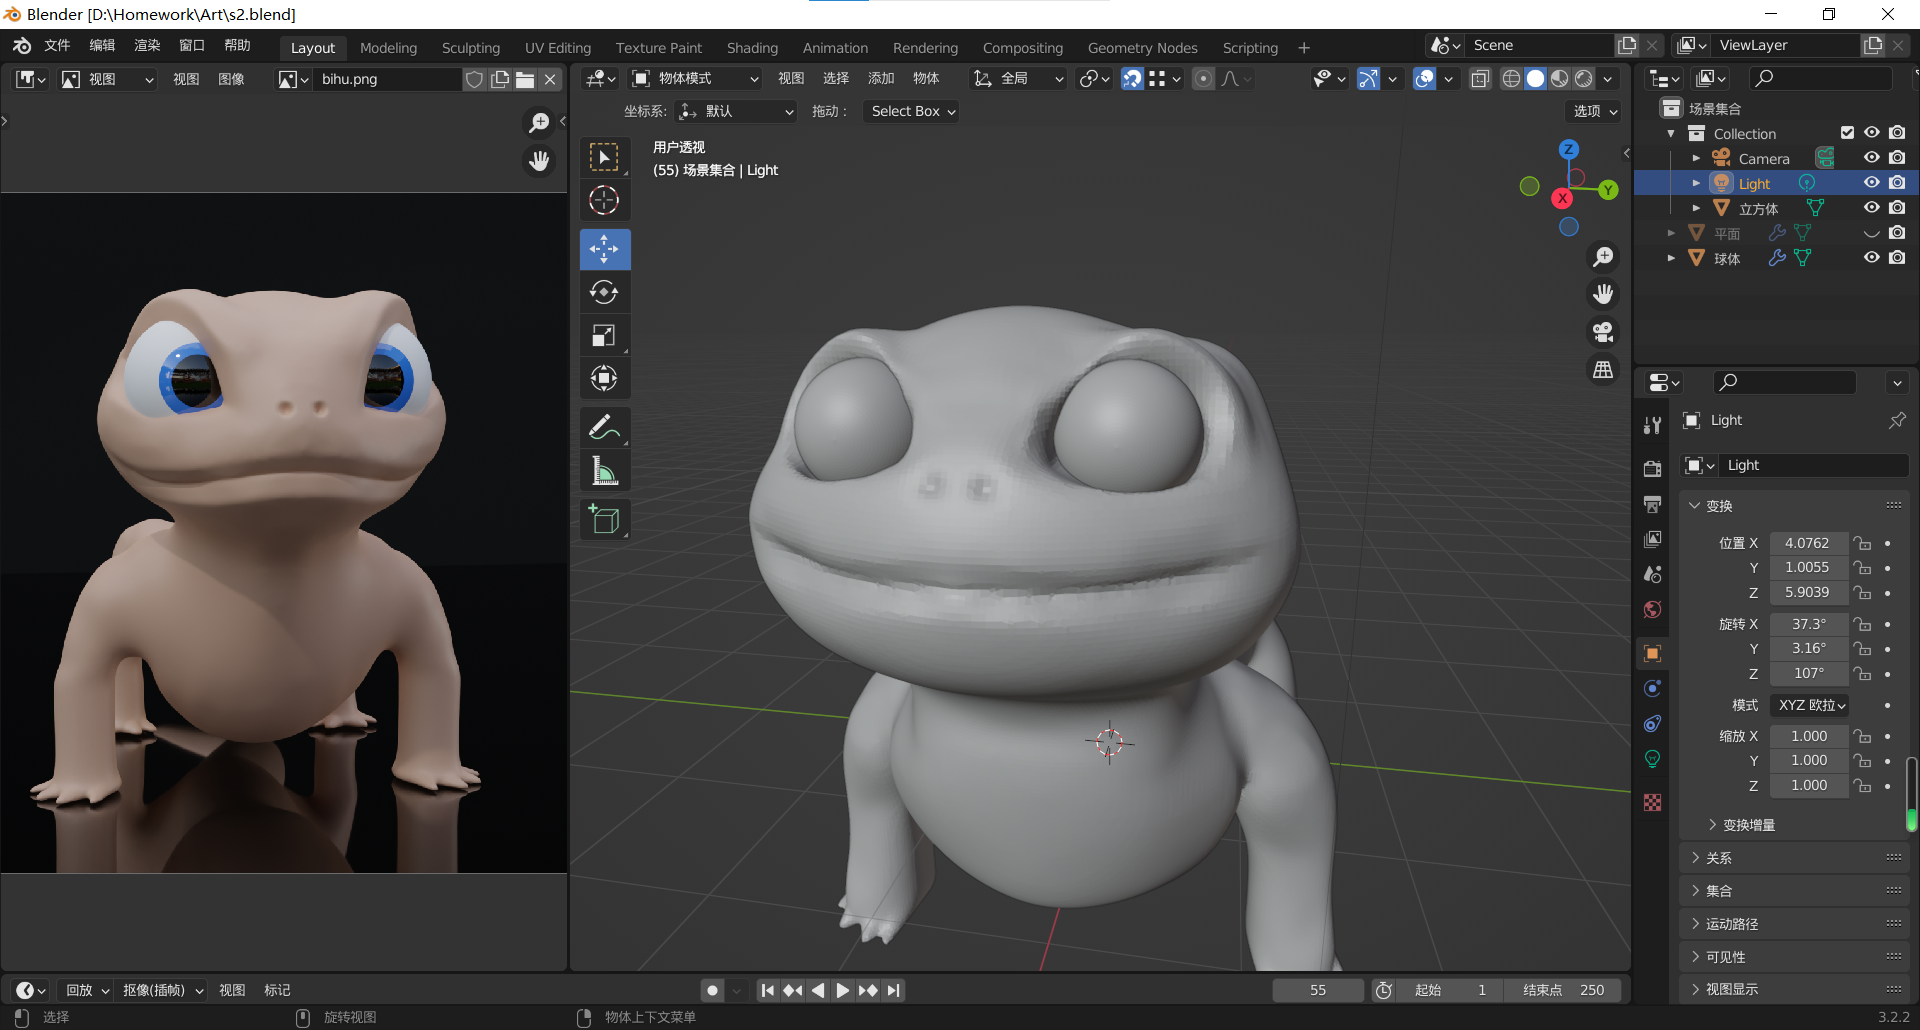 Blender [D:\Homework\Art\s2.blend]
文件 编辑 渲染 窗口 帮助 Layout Modeling Sculpting UV Editing Texture Paint Shading Animation Rendering Compositing Geometry Nodes Scripting + Scene ViewLayer
视图 视图 图像 bihu.png 物体模式 视图 选择 添加 物体 全局
坐标系: 默认 拖动： Select Box 选项
用户透视
(55) 场景集合 | Light
Z
Y
X
场景集合
Collection
Camera
Light
立方体
平面
球体
Light
Light
变换
位置 X 4.0762
Y 1.0055
Z 5.9039
旋转 X 37.3°
Y 3.16°
Z 107°
模式 XYZ 欧拉
缩放 X 1.000
Y 1.000
Z 1.000
变换增量
关系
集合
运动路径
可见性
视图显示
回放 抠像(插帧) 视图 标记 55 起始 1 结束点 250
选择 旋转视图 物体上下文菜单 3.2.2